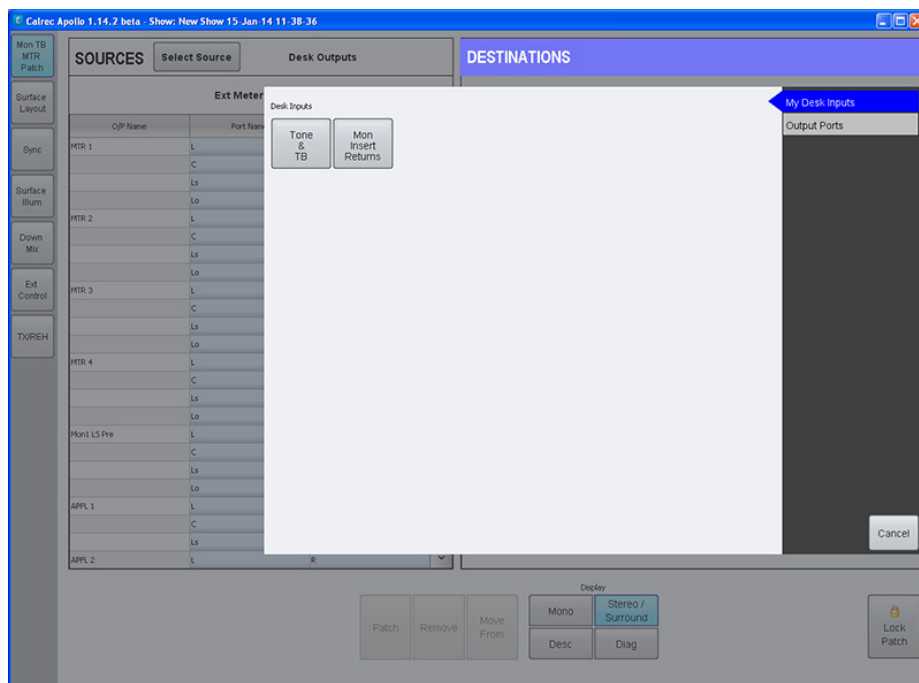 Calrec Apollo 1.14.2 beta - Show: New Show 15-Jan-14 11-38-36
Mon TB
MTR
Patch
Surface
Layout
Sync
Surface
Illum
Down
Mix
Ext
Control
TX/REH
SOURCES
Select Source
Desk Outputs
DESTINATIONS
Ext Meter
O/P Name
Port Nam
MTR 1
L
C
Ls
Lo
MTR 2
L
C
Ls
Lo
MTR 3
L
C
Ls
Lo
MTR 4
L
C
Ls
Lo
Mon1 LS Pre
L
C
Ls
Lo
APFL 1
L
C
Ls
APFL 2
L
R
Desk Inputs
Tone
&
TB
Mon
Insert
Returns
My Desk Inputs
Output Ports
Cancel
Patch
Remove
Move
From
Display
Mono
Stereo /
Surround
Desc
Diag
Lock
Patch